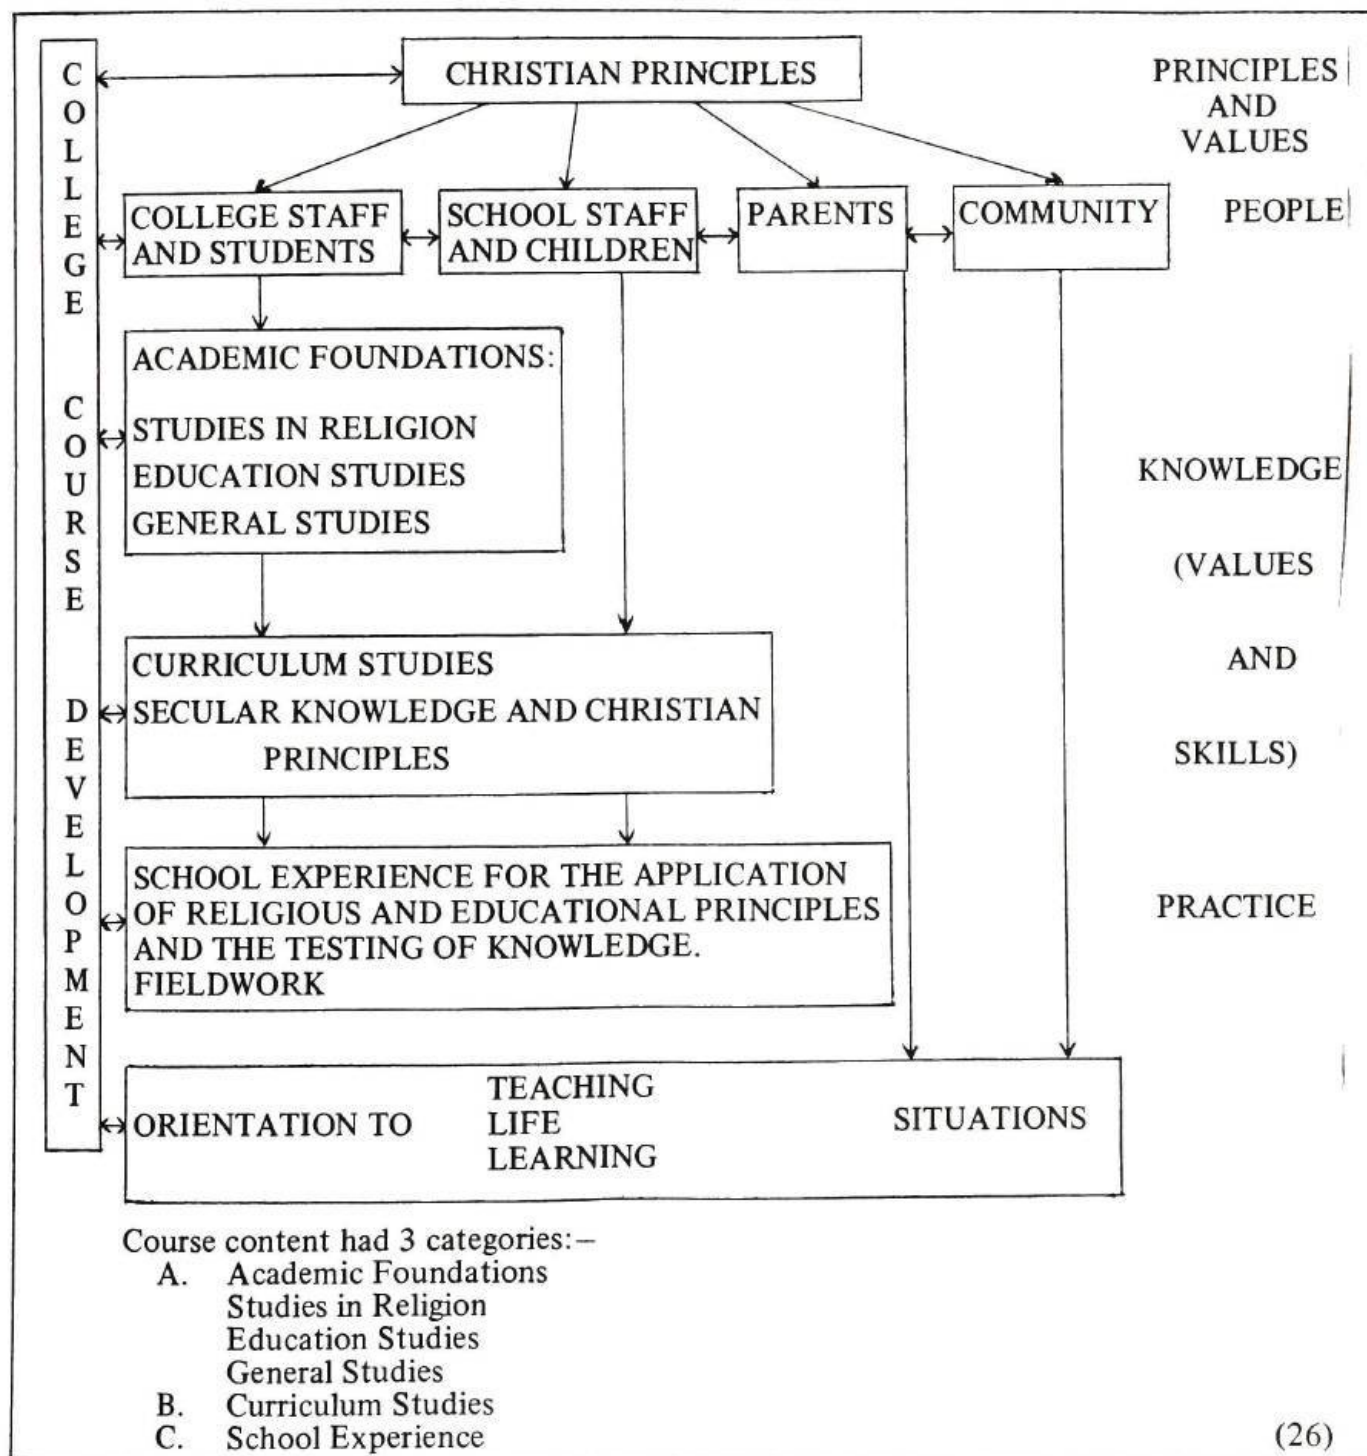 COLLEGE COURSE DEVELOPMENT
CHRISTIAN PRINCIPLES
PRINCIPLES
AND
VALUES
COLLEGE STAFF
AND STUDENTS
SCHOOL STAFF
AND CHILDREN
PARENTS
COMMUNITY
PEOPLE
ACADEMIC FOUNDATIONS:
STUDIES IN RELIGION
EDUCATION STUDIES
GENERAL STUDIES
KNOWLEDGE
(VALUES
AND
SKILLS)
CURRICULUM STUDIES
SECULAR KNOWLEDGE AND CHRISTIAN
PRINCIPLES
SCHOOL EXPERIENCE FOR THE APPLICATION
OF RELIGIOUS AND EDUCATIONAL PRINCIPLES
AND THE TESTING OF KNOWLEDGE.
FIELDWORK
PRACTICE
ORIENTATION TO
TEACHING
LIFE
LEARNING
SITUATIONS
Course content had 3 categories:–
A. Academic Foundations
Studies in Religion
Education Studies
General Studies
B. Curriculum Studies
C. School Experience
(26)